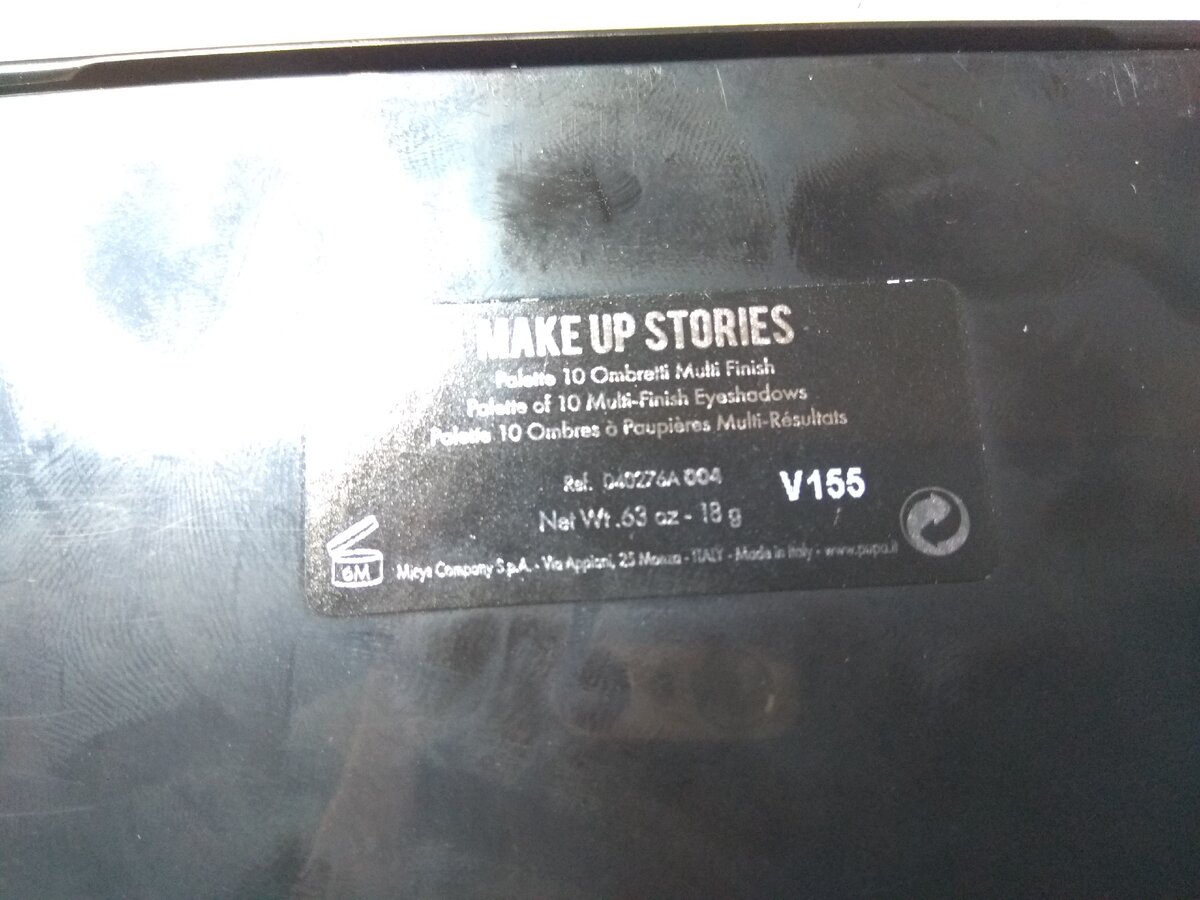 MAKE UP STORIES
Palette 10 Ombretti Multi Finish
Palette of 10 Multi-Finish Eyeshadows
Palette 10 Ombres à Paupières Multi-Résultats
Ref. 040276A 004
V155
Net Wt .63 oz - 18 g
6M
Micys Company S.p.A. - Via Appiani, 25 Monza - ITALY - Made in Italy - www.pupa.it